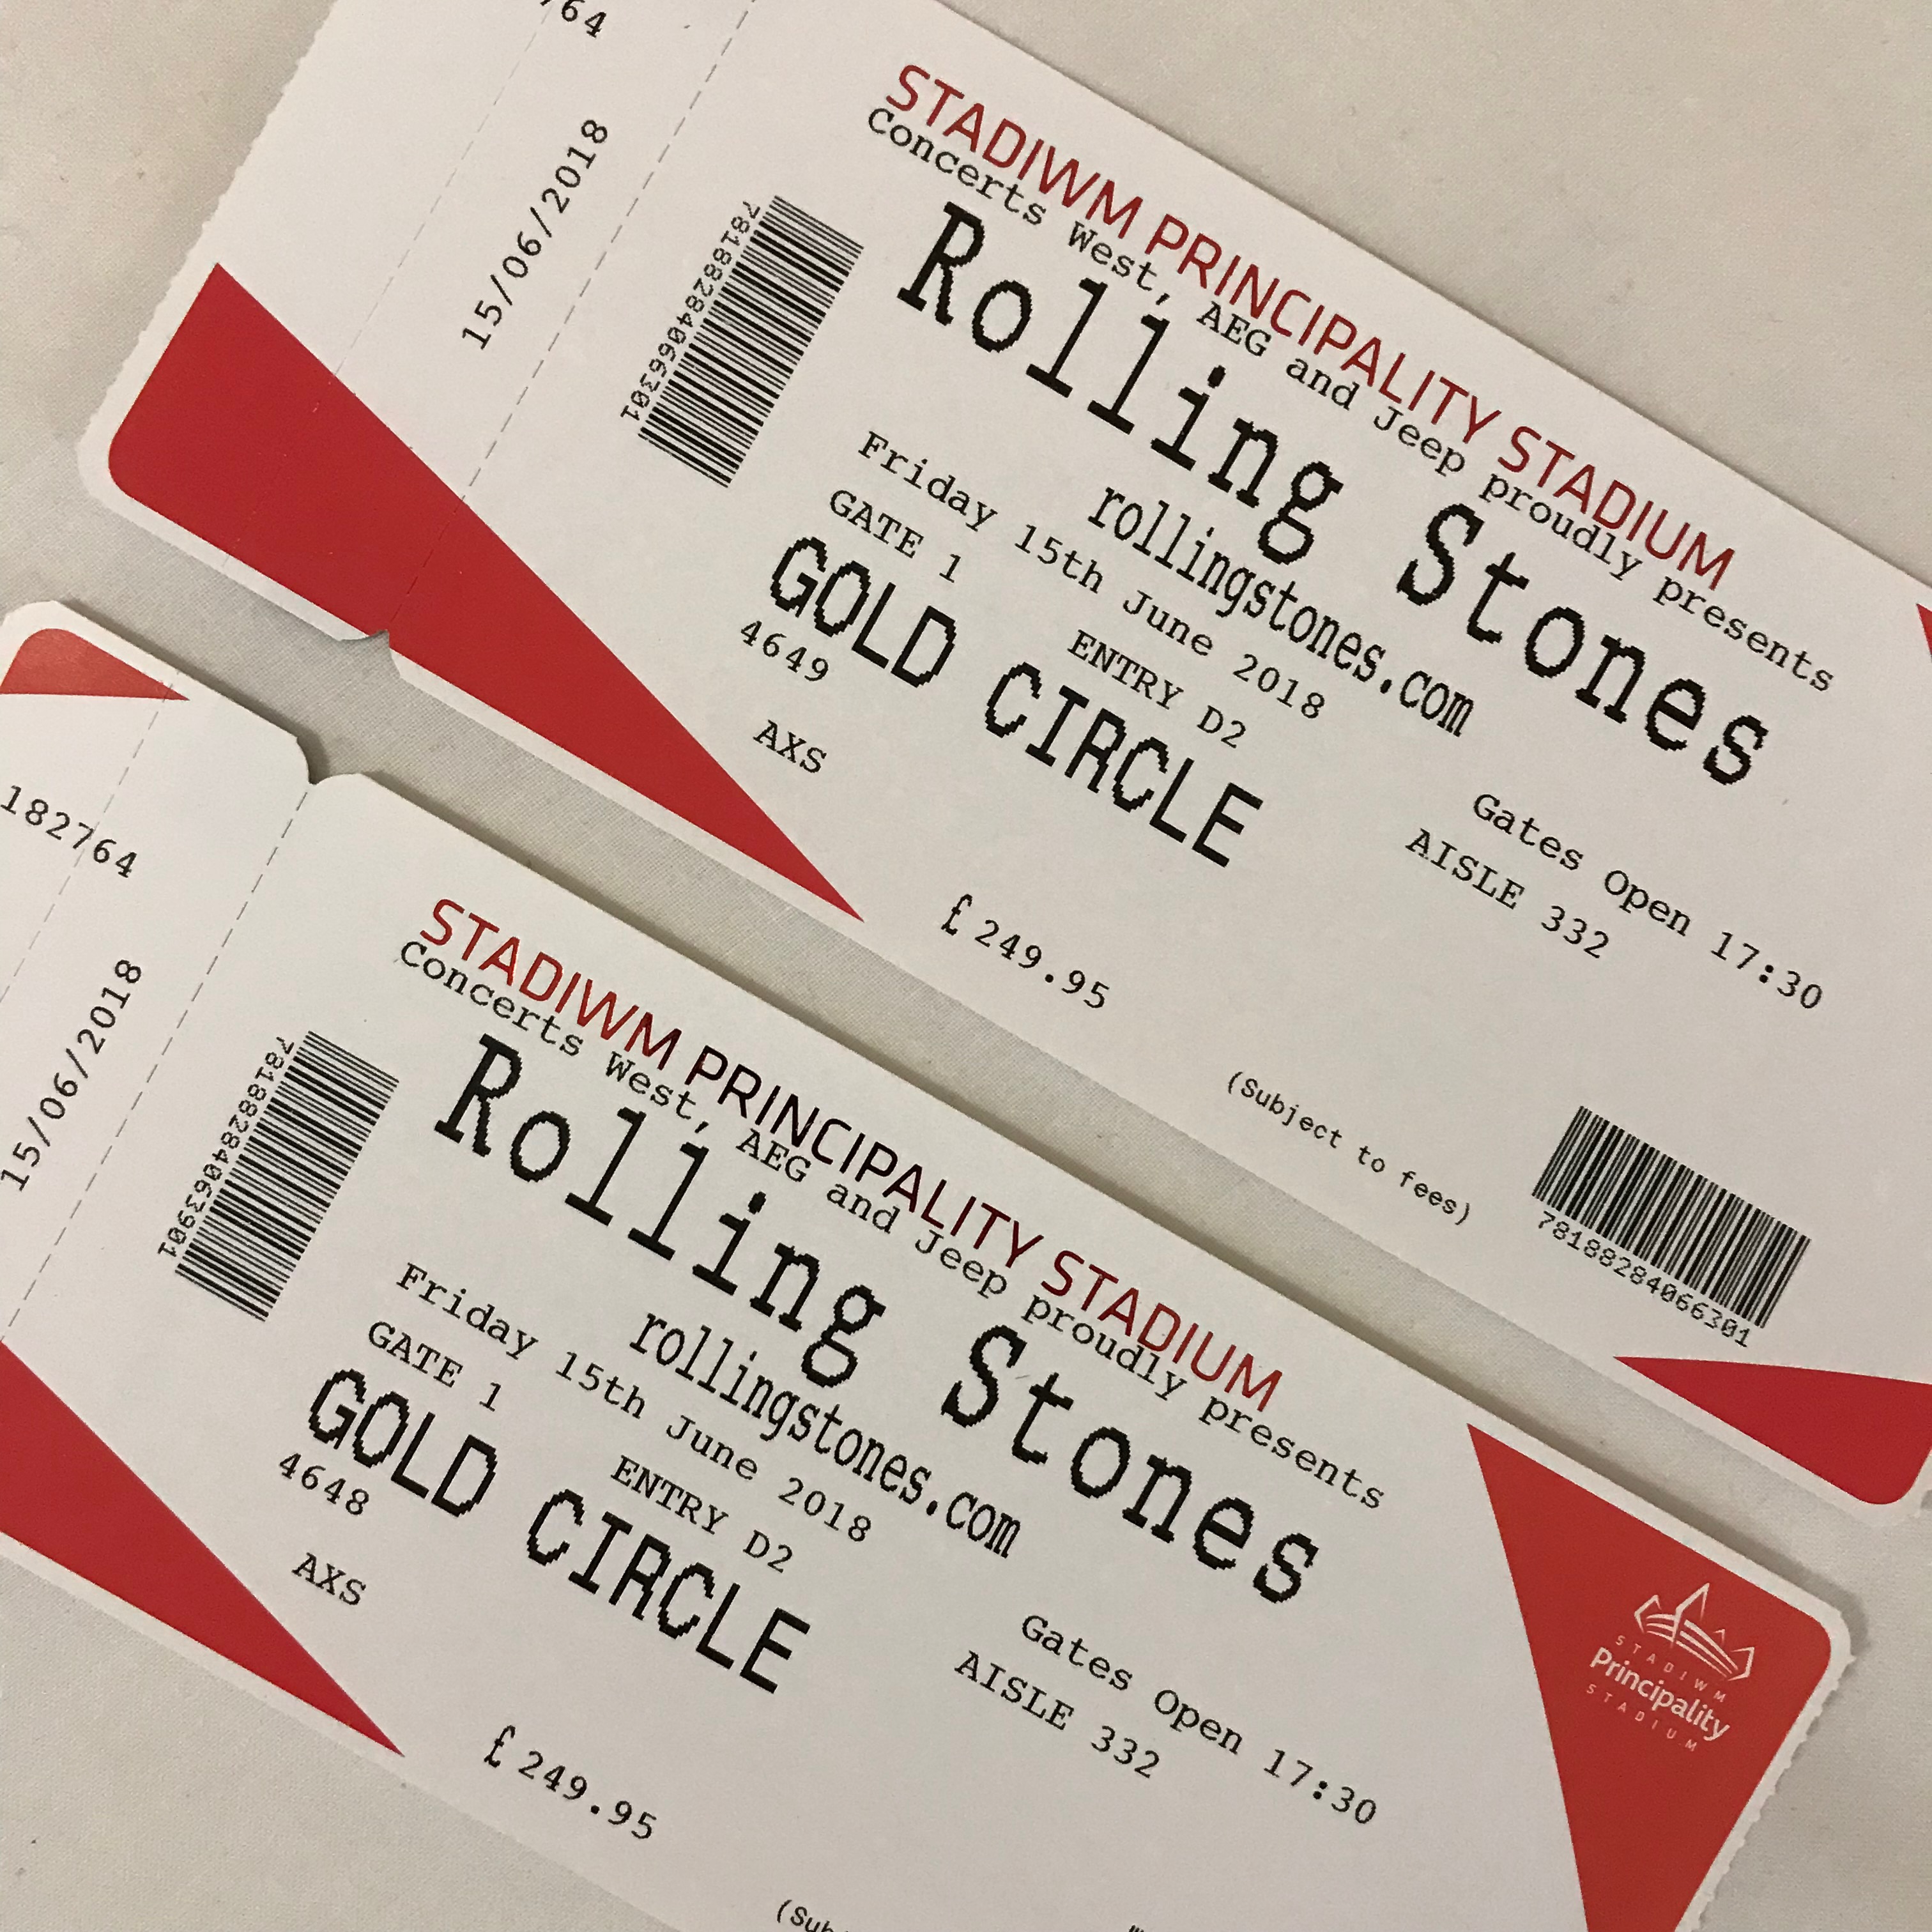 764
15/06/2018
78188284066301
STADIWM PRINCIPALITY STADIUM
Concerts West, AEG and Jeep proudly presents
Rolling Stones
rollingstones.com
Friday 15th June 2018
Gates Open 17:30
GATE 1
ENTRY D2
AISLE 332
GOLD CIRCLE
4649
AXS
£ 249.95
(Subject to fees)
78188284066301
182764
15/06/2018
78188284063901
STADIWM PRINCIPALITY STADIUM
Concerts West, AEG and Jeep proudly presents
Rolling Stones
rollingstones.com
Friday 15th June 2018
Gates Open 17:30
GATE 1
ENTRY D2
AISLE 332
GOLD CIRCLE
4648
AXS
£ 249.95
(Sub
STADIWM
Principality
STADIUM